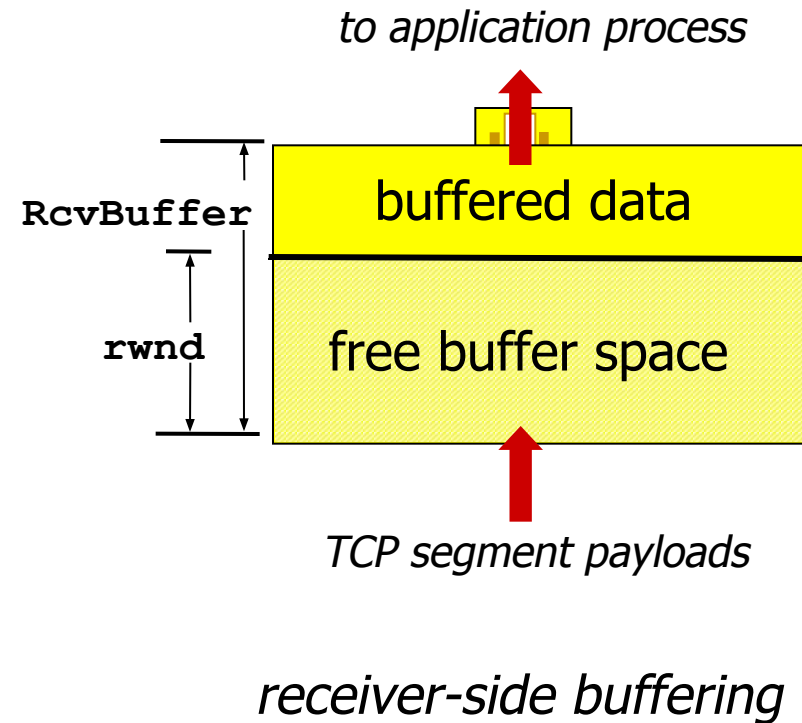 to application process
RcvBuffer
buffered data
rwnd
free buffer space
TCP segment payloads
receiver-side buffering